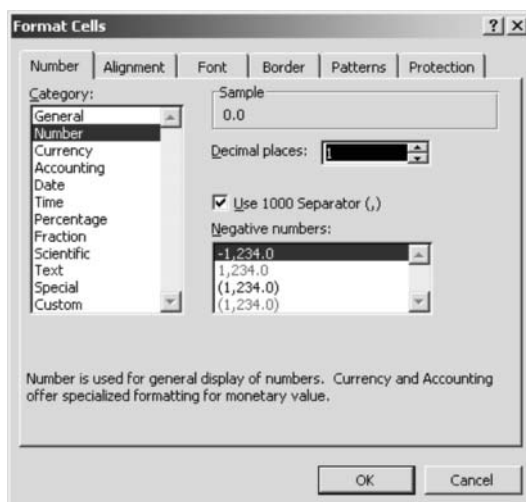 Format Cells
Number
Alignment
Font
Border
Patterns
Protection
Category:
General
Number
Currency
Accounting
Date
Time
Percentage
Fraction
Scientific
Text
Special
Custom
Sample
0.0
Decimal places: 1
Use 1000 Separator (,)
Negative numbers:
-1,234.0
1,234.0
(1,234.0)
(1,234.0)
Number is used for general display of numbers. Currency and Accounting
offer specialized formatting for monetary value.
OK
Cancel